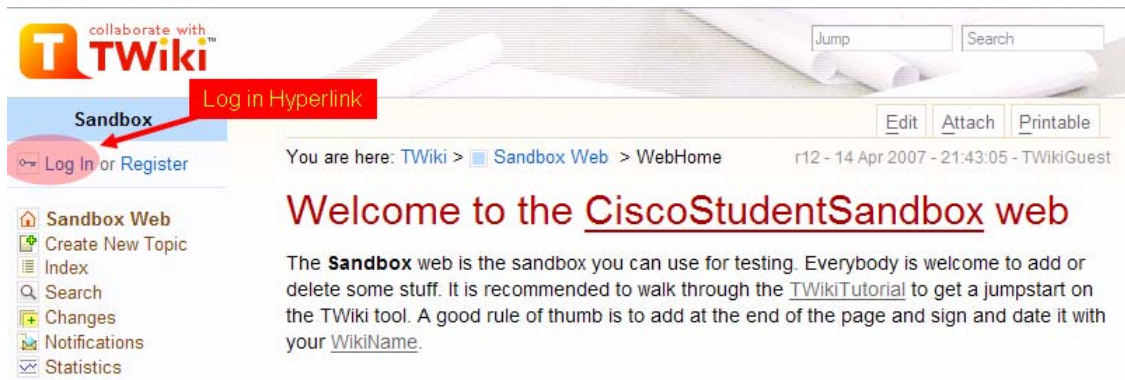 collaborate with
TWiki™
Jump Search
Log in Hyperlink
Sandbox
Edit Attach Printable
Log In or Register
You are here: TWiki > Sandbox Web > WebHome r12 - 14 Apr 2007 - 21:43:05 - TWikiGuest
Welcome to the CiscoStudentSandbox web
Sandbox Web
Create New Topic
Index
Search
Changes
Notifications
Statistics
The Sandbox web is the sandbox you can use for testing. Everybody is welcome to add or
delete some stuff. It is recommended to walk through the TWikiTutorial to get a jumpstart on
the TWiki tool. A good rule of thumb is to add at the end of the page and sign and date it with
your WikiName.